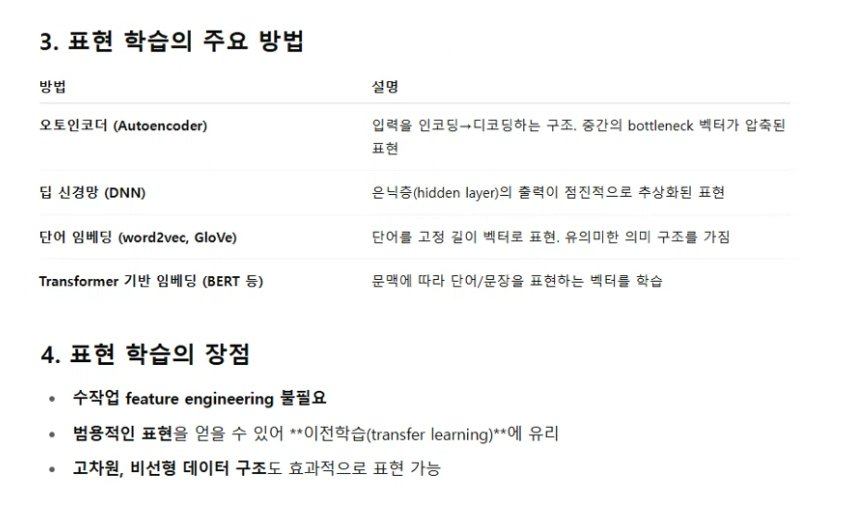 3. 표현 학습의 주요 방법
방법 설명
오토인코더 (Autoencoder) 입력을 인코딩→디코딩하는 구조. 중간의 bottleneck 벡터가 압축된
표현
딥 신경망 (DNN) 은닉층(hidden layer)의 출력이 점진적으로 추상화된 표현
단어 임베딩 (word2vec, GloVe) 단어를 고정 길이 벡터로 표현. 유의미한 의미 구조를 가짐
Transformer 기반 임베딩 (BERT 등) 문맥에 따라 단어/문장을 표현하는 벡터를 학습
4. 표현 학습의 장점
• 수작업 feature engineering 불필요
• 범용적인 표현을 얻을 수 있어 **이전학습(transfer learning)**에 유리
• 고차원, 비선형 데이터 구조도 효과적으로 표현 가능